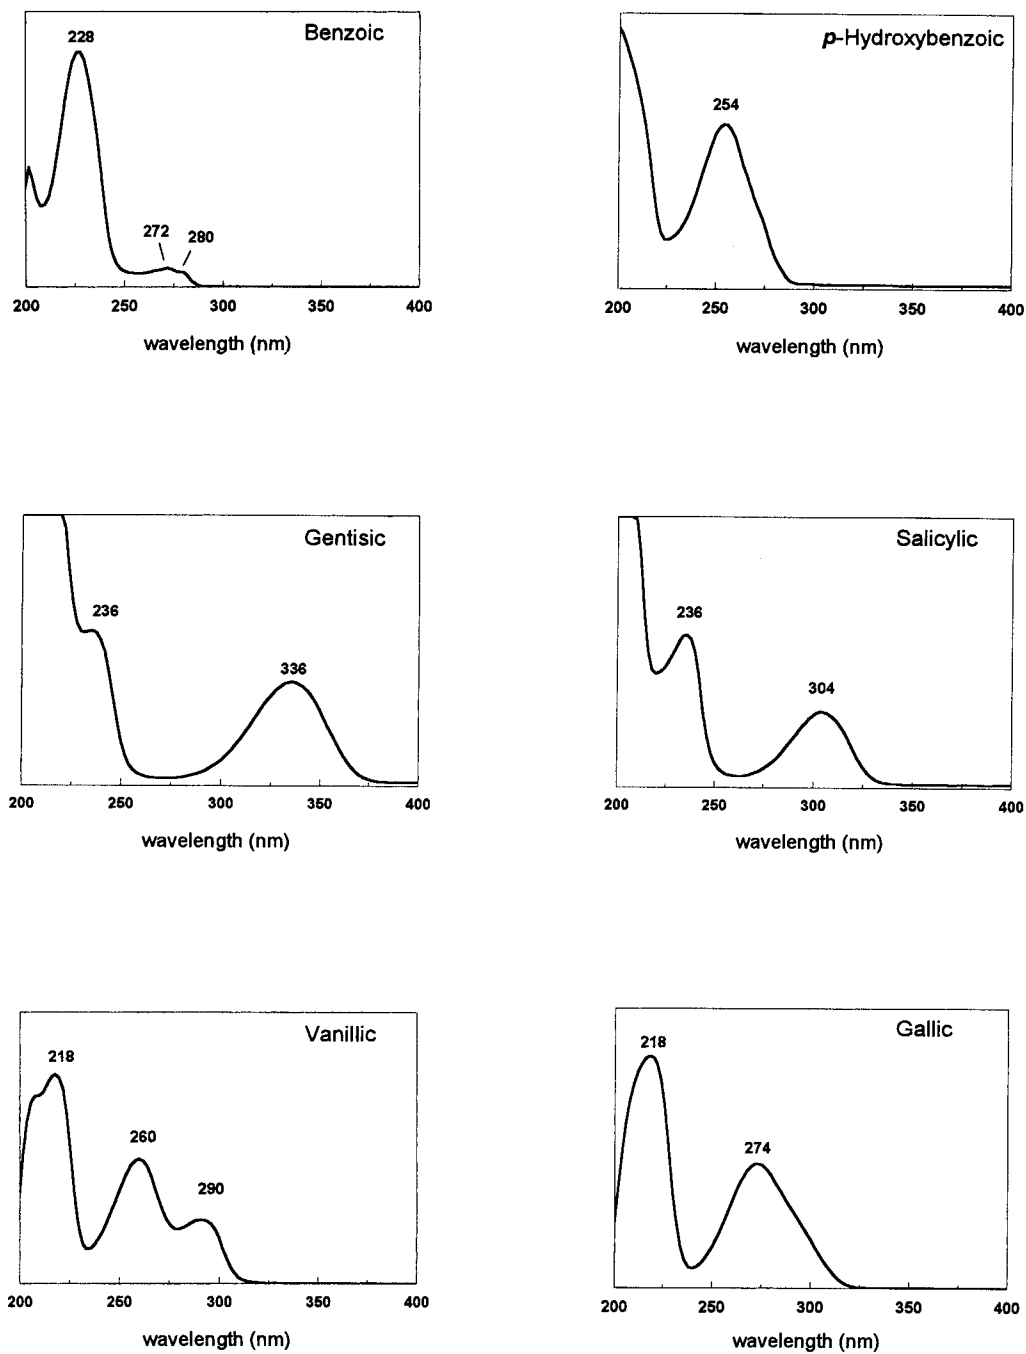 Benzoic
228
272
280
200 250 300 350 400
wavelength (nm)
p-Hydroxybenzoic
254
200 250 300 350 400
wavelength (nm)
Gentisic
236
336
200 250 300 350 400
wavelength (nm)
Salicylic
236
304
200 250 300 350 400
wavelength (nm)
Vanillic
218
260
290
200 250 300 350 400
wavelength (nm)
Gallic
218
274
200 250 300 350 400
wavelength (nm)